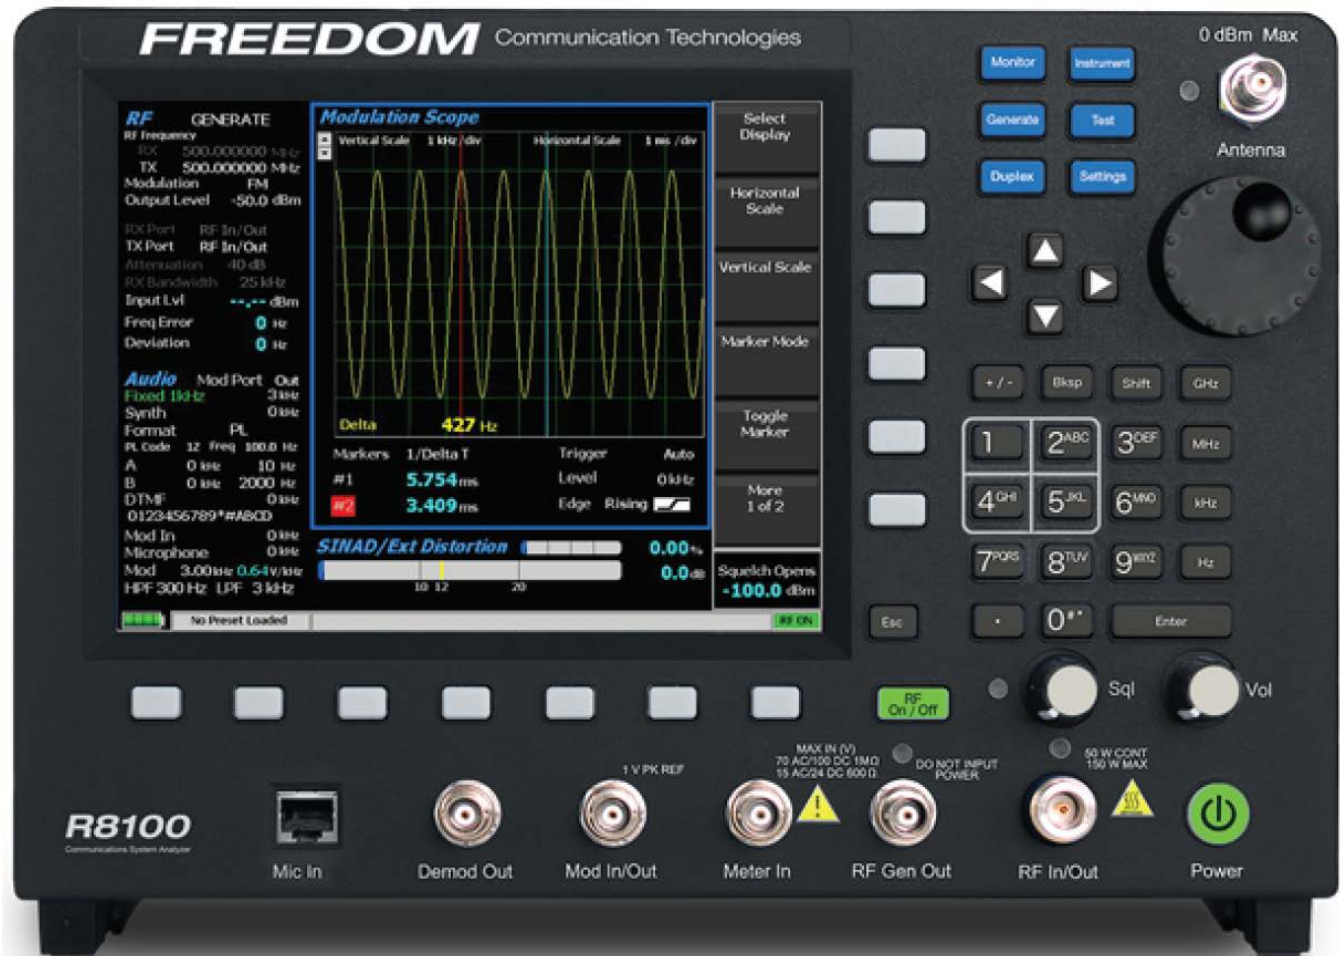 FREEDOM Communication Technologies
0 dBm Max
Antenna
Monitor
Instrument
Generate
Test
Duplex
Settings
RF GENERATE
RF Frequency
RX 500.000000 MHz
TX 500.000000 MHz
Modulation FM
Output Level -50.0 dBm
RX Port RF In/Out
TX Port RF In/Out
Attenuation 40 dB
RX Bandwidth 25 kHz
Input Lvl --.-- dBm
Freq Error 0 Hz
Deviation 0 Hz
Audio Mod Port Out
Fixed 1kHz 3 kHz
Synth 0 kHz
Format PL
PL Code 1Z Freq 100.0 Hz
A 0 kHz 10 Hz
B 0 kHz 2000 Hz
DTMF 0 kHz
0123456789*#ABCD
Mod In 0 kHz
Microphone 0 kHz
Mod 3.00 kHz 0.64 V/kHz
HPF 300 Hz LPF 3 kHz
Modulation Scope
Vertical Scale 1 kHz/div Horizontal Scale 1 ms /div
Delta 427 Hz
Markers 1/Delta T Trigger Auto
#1 5.754 ms Level 0 kHz
#2 3.409 ms Edge Rising
SINAD/Ext Distortion 0.00 %
0.0 dB
10 12 20
Select
Display
Horizontal
Scale
Vertical Scale
Marker Mode
Toggle
Marker
More
1 of 2
Squelch Opens
-100.0 dBm
No Preset Loaded
RF ON
+ / - Bksp Shift GHz
1 2ABC 3DEF MHz
4GHI 5JKL 6MNO kHz
7PQRS 8TUV 9WXYZ Hz
Esc . 0#* Enter
RF
On / Off
Sql
Vol
1 V PK REF
MAX IN (V)
70 AC/100 DC 1MΩ
15 AC/24 DC 600 Ω
DO NOT INPUT
POWER
50 W CONT
150 W MAX
R8100
Communications System Analyzer
Mic In
Demod Out
Mod In/Out
Meter In
RF Gen Out
RF In/Out
Power